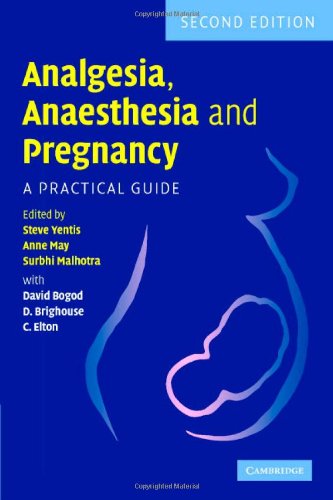 SECOND EDITION
Analgesia,
Anaesthesia and
Pregnancy
A PRACTICAL GUIDE
Edited by
Steve Yentis
Anne May
Surbhi Malhotra
with
David Bogod
D. Brighouse
C. Elton
CAMBRIDGE